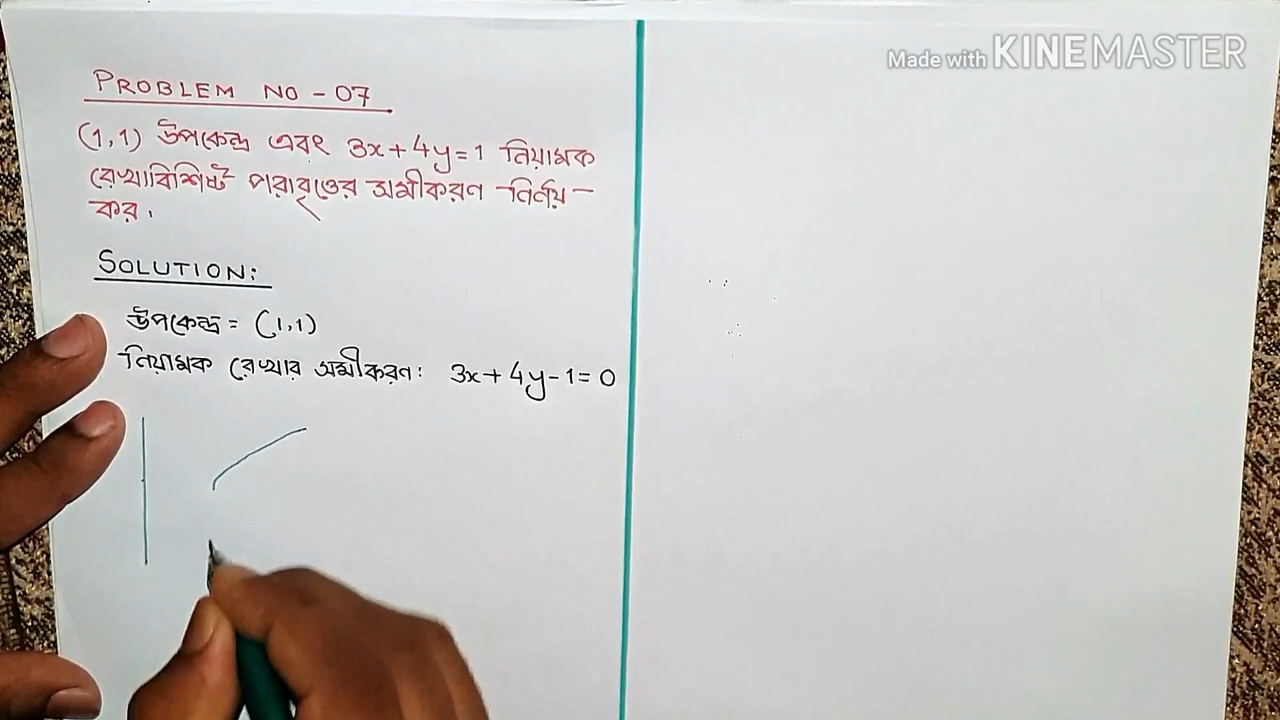 Made with KINEMASTER
PROBLEM NO - 07
(1,1) উপকেন্দ্র এবং 3x+4y=1 নিয়ামক
রেখাবিশিষ্ট পরাবৃত্তের সমীকরণ নির্ণয়
কর।
SOLUTION:
উপকেন্দ্র = (1,1)
নিয়ামক রেখার সমীকরণ: 3x+4y-1=0